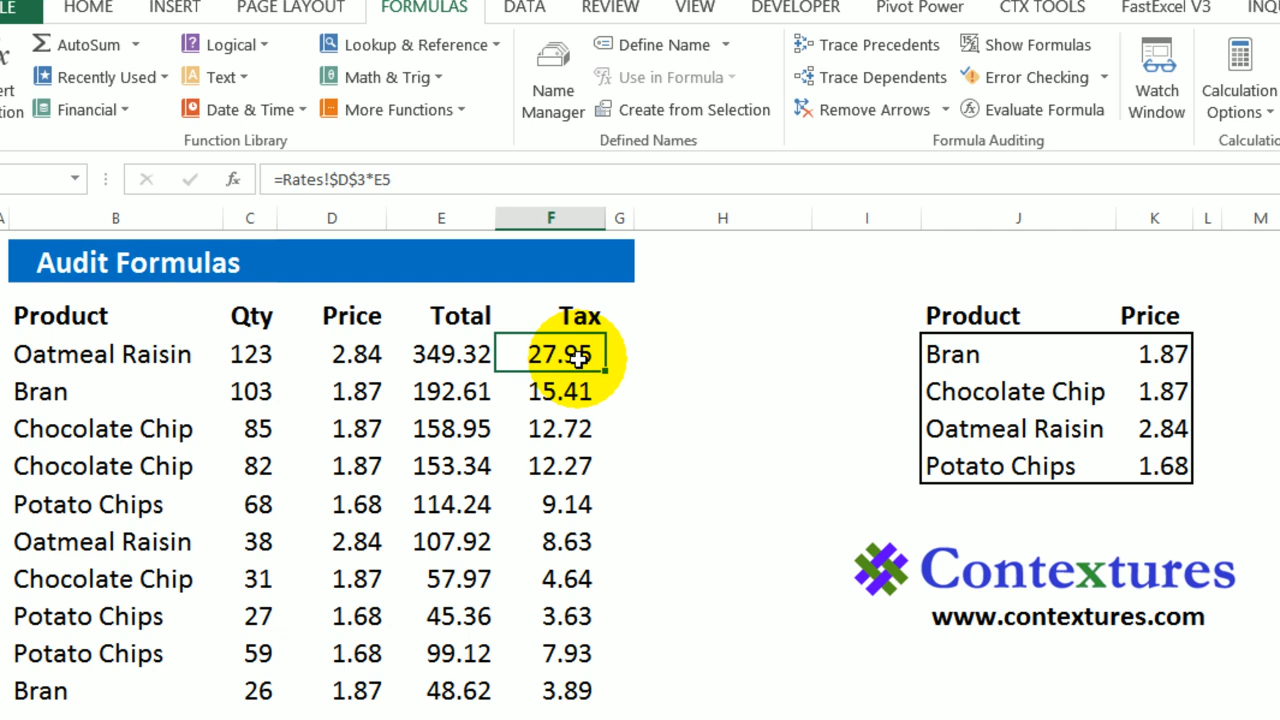 LE HOME INSERT PAGE LAYOUT FORMULAS DATA REVIEW VIEW DEVELOPER Pivot Power CTX TOOLS FastExcel V3 INQU
x Σ AutoSum Logical Lookup & Reference Define Name Trace Precedents Show Formulas
Recently Used Text Math & Trig Use in Formula Trace Dependents Error Checking
ert tion Financial Date & Time More Functions Name Manager Create from Selection Remove Arrows Evaluate Formula Watch Window Calculation Options
Function Library Defined Names Formula Auditing Calculatio
fx =Rates!$D$3*E5
A B C D E F G H I J K L M
Audit Formulas
Product Qty Price Total Tax Product Price
Oatmeal Raisin 123 2.84 349.32 27.95 Bran 1.87
Bran 103 1.87 192.61 15.41 Chocolate Chip 1.87
Chocolate Chip 85 1.87 158.95 12.72 Oatmeal Raisin 2.84
Chocolate Chip 82 1.87 153.34 12.27 Potato Chips 1.68
Potato Chips 68 1.68 114.24 9.14
Oatmeal Raisin 38 2.84 107.92 8.63
Chocolate Chip 31 1.87 57.97 4.64
Contextures
Potato Chips 27 1.68 45.36 3.63
www.contextures.com
Potato Chips 59 1.68 99.12 7.93
Bran 26 1.87 48.62 3.89